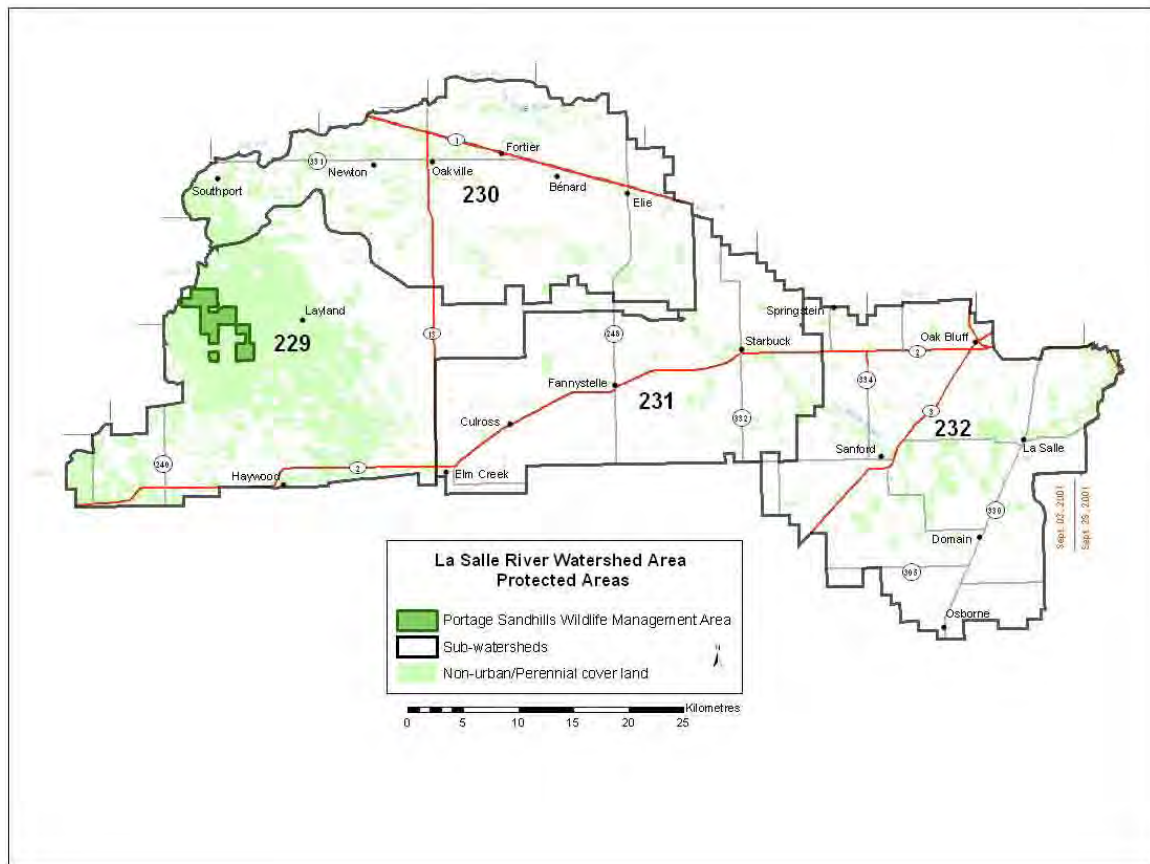 1
Fortier
331
Newton
Oakville
Bénard
Southport
230
Elie
Layland
Springstein
229
13
248
Starbuck
Oak Bluff
2
Fannystelle
334
231
332
3
Culross
232
La Salle
Sanford
240
2
Haywood
Elm Creek
330
Sept. 02, 2001
Sept. 29, 2001
Domain
305
Osborne
La Salle River Watershed Area
Protected Areas
Portage Sandhills Wildlife Management Area
Sub-watersheds
N
Non-urban/Perennial cover land
Kilometres
0 5 10 15 20 25